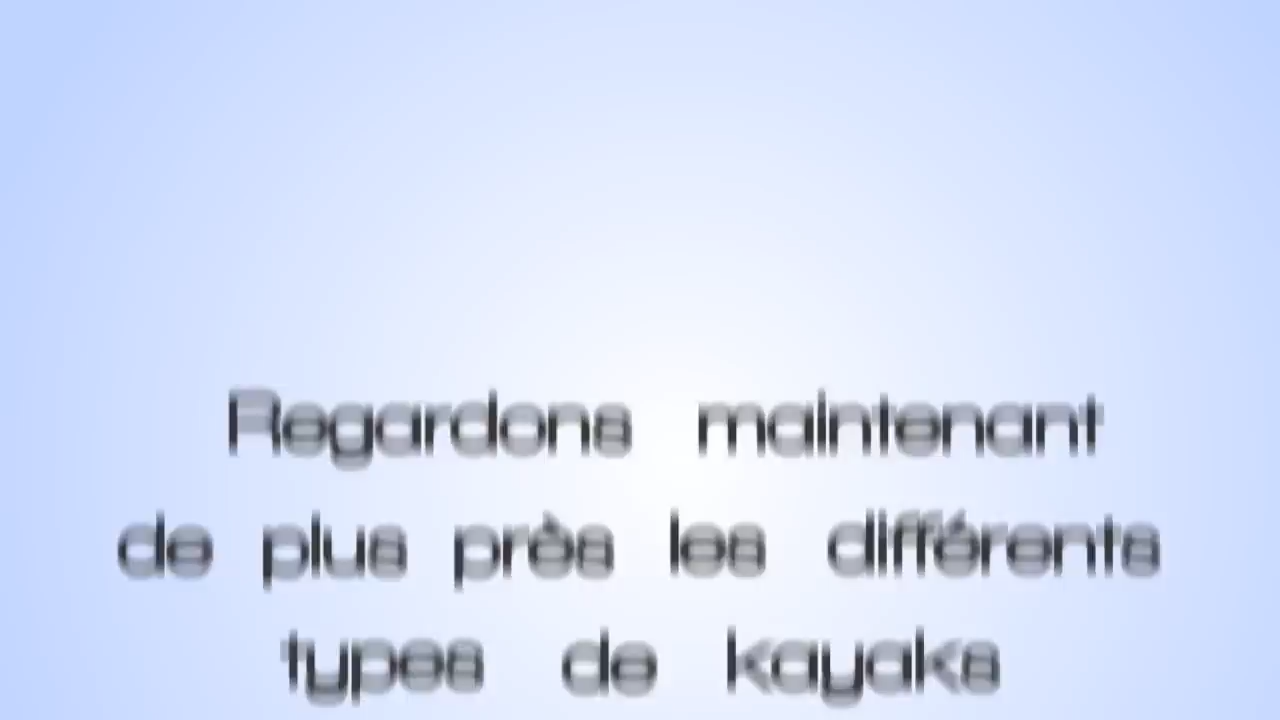 Regardons maintenant
de plus près les différents
types de kayaks